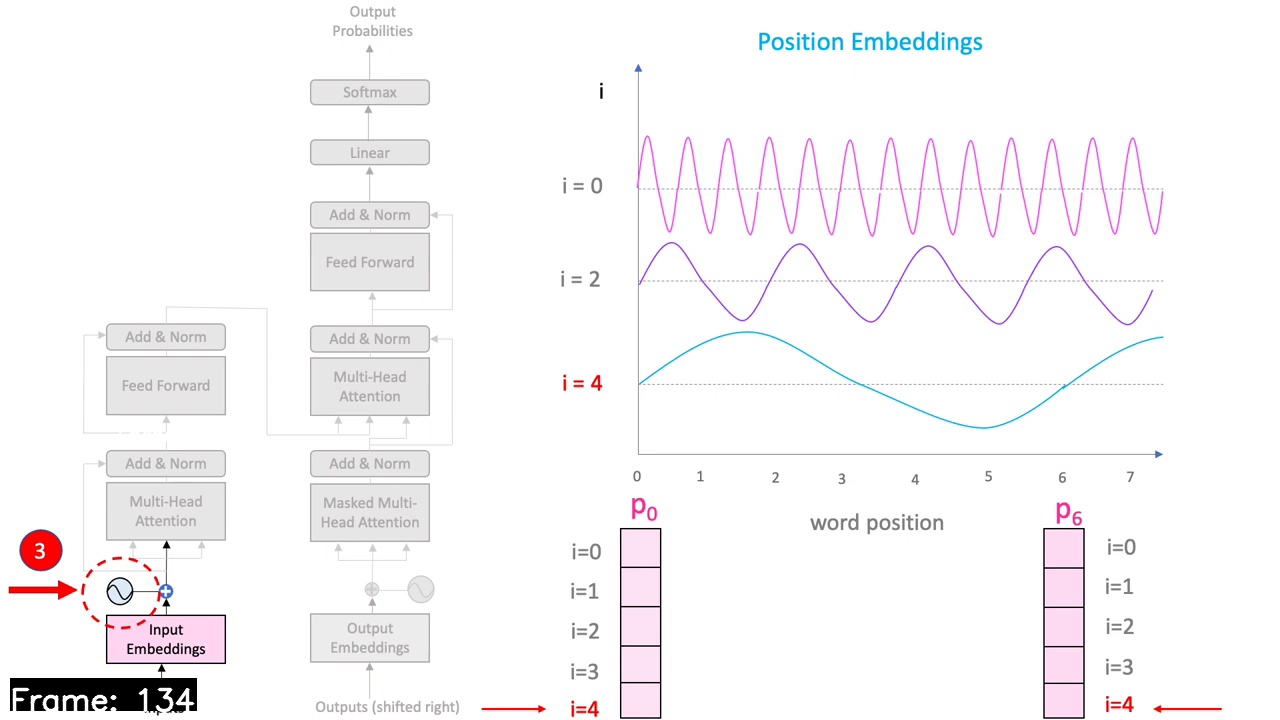 Output
Probabilities
Softmax
Linear
Add & Norm
Feed Forward
Add & Norm
Multi-Head
Attention
Add & Norm
Masked Multi-
Head Attention
Output
Embeddings
Outputs (shifted right)
Add & Norm
Feed Forward
Add & Norm
Multi-Head
Attention
3
Input
Embeddings
Frame: 134
Position Embeddings
i
i = 0
i = 2
i = 4
0 1 2 3 4 5 6 7
word position
p0
i=0
i=1
i=2
i=3
i=4
p6
i=0
i=1
i=2
i=3
i=4